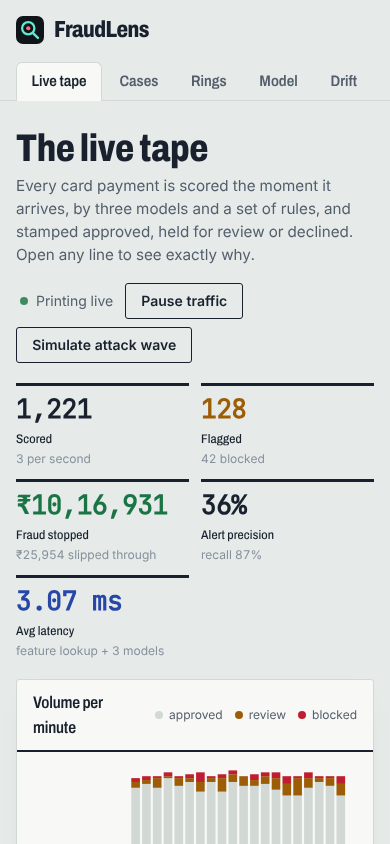 FraudLens
Live tape Cases Rings Model Drift
The live tape
Every card payment is scored the moment it
arrives, by three models and a set of rules, and
stamped approved, held for review or declined.
Open any line to see exactly why.
Printing live Pause traffic
Simulate attack wave
1,221 128
Scored Flagged
3 per second 42 blocked
₹10,16,931 36%
Fraud stopped Alert precision
₹25,954 slipped through recall 87%
3.07 ms
Avg latency
feature lookup + 3 models
Volume per
minute
approved review blocked